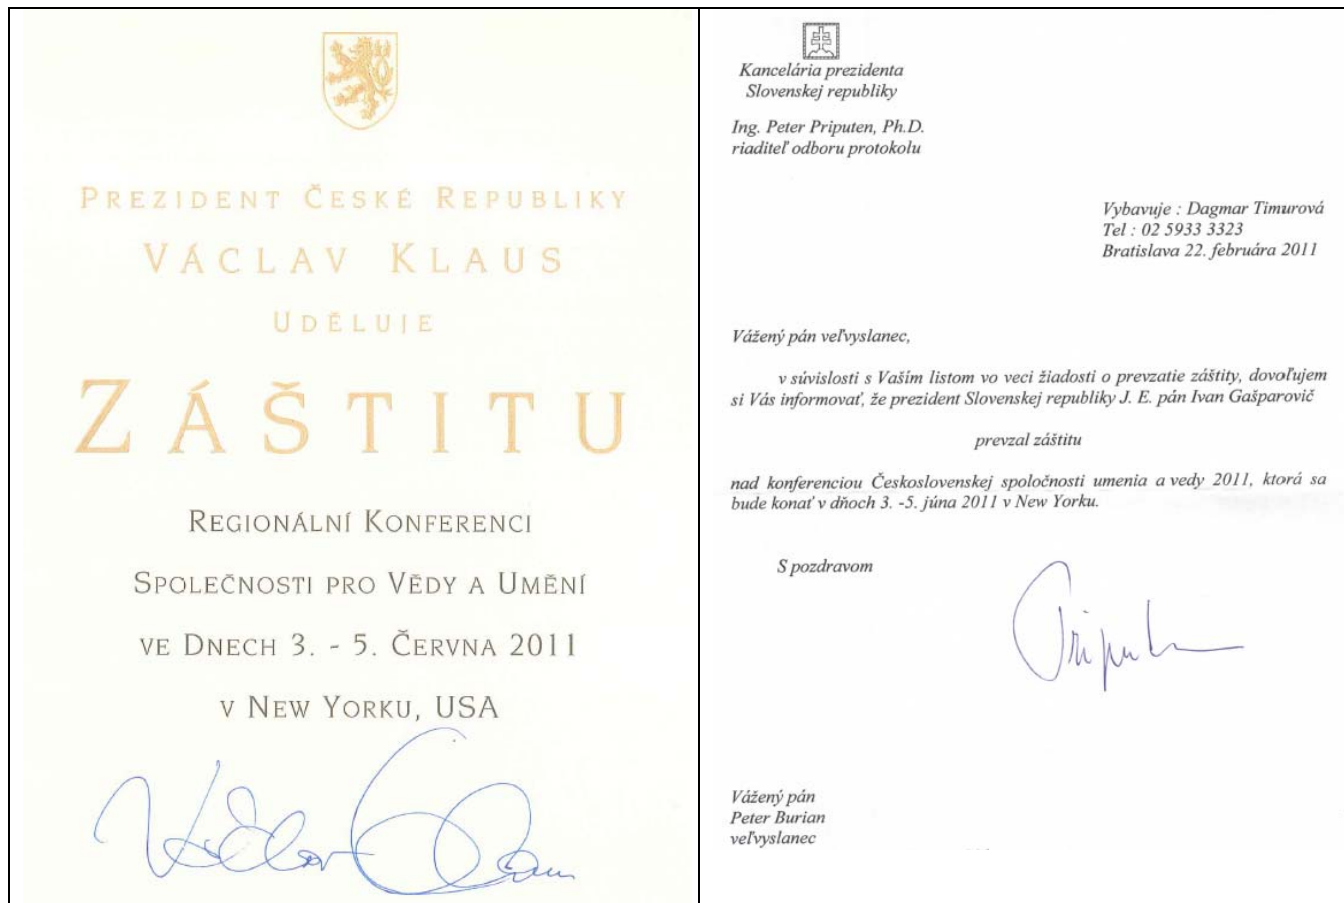 PREZIDENT ČESKÉ REPUBLIKY
VÁCLAV KLAUS
UDĚLUJE
ZÁŠTITU
REGIONÁLNÍ KONFERENCI
SPOLEČNOSTI PRO VĚDY A UMĚNÍ
VE DNECH 3. - 5. ČERVNA 2011
V NEW YORKU, USA
Kancelária prezidenta
Slovenskej republiky
Ing. Peter Priputen, Ph.D.
riaditeľ odboru protokolu
Vybavuje : Dagmar Timurová
Tel : 02 5933 3323
Bratislava 22. februára 2011
Vážený pán veľvyslanec,
v súvislosti s Vaším listom vo veci žiadosti o prevzatie záštity, dovoľujem
si Vás informovať, že prezident Slovenskej republiky J. E. pán Ivan Gašparovič
prevzal záštitu
nad konferenciou Československej spoločnosti umenia a vedy 2011, ktorá sa
bude konať v dňoch 3. -5. júna 2011 v New Yorku.
S pozdravom
Vážený pán
Peter Burian
veľvyslanec